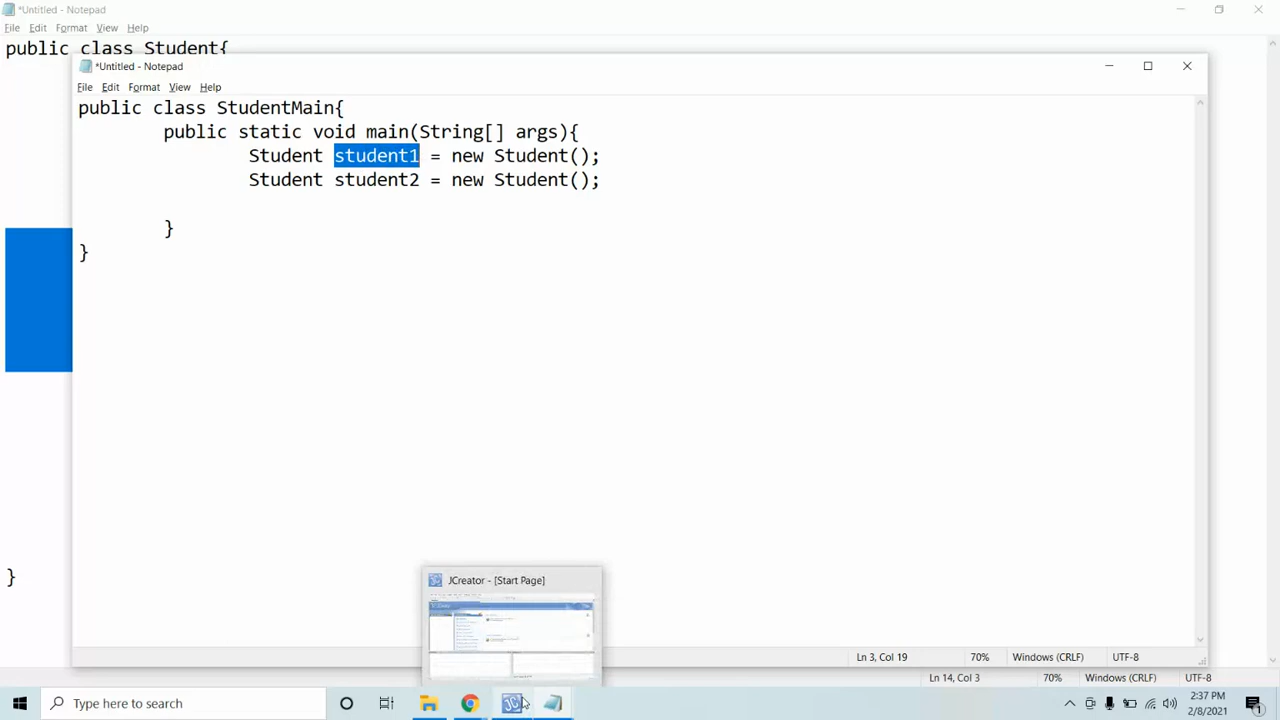 *Untitled - Notepad
File Edit Format View Help
public class Student{
*Untitled - Notepad
File Edit Format View Help
public class StudentMain{
public static void main(String[] args){
Student student1 = new Student();
Student student2 = new Student();
}
}
}
JCreator - [Start Page]
Ln 3, Col 19 70% Windows (CRLF) UTF-8
Ln 14, Col 3 70% Windows (CRLF) UTF-8
Type here to search
JC
2:37 PM
2/8/2021
1